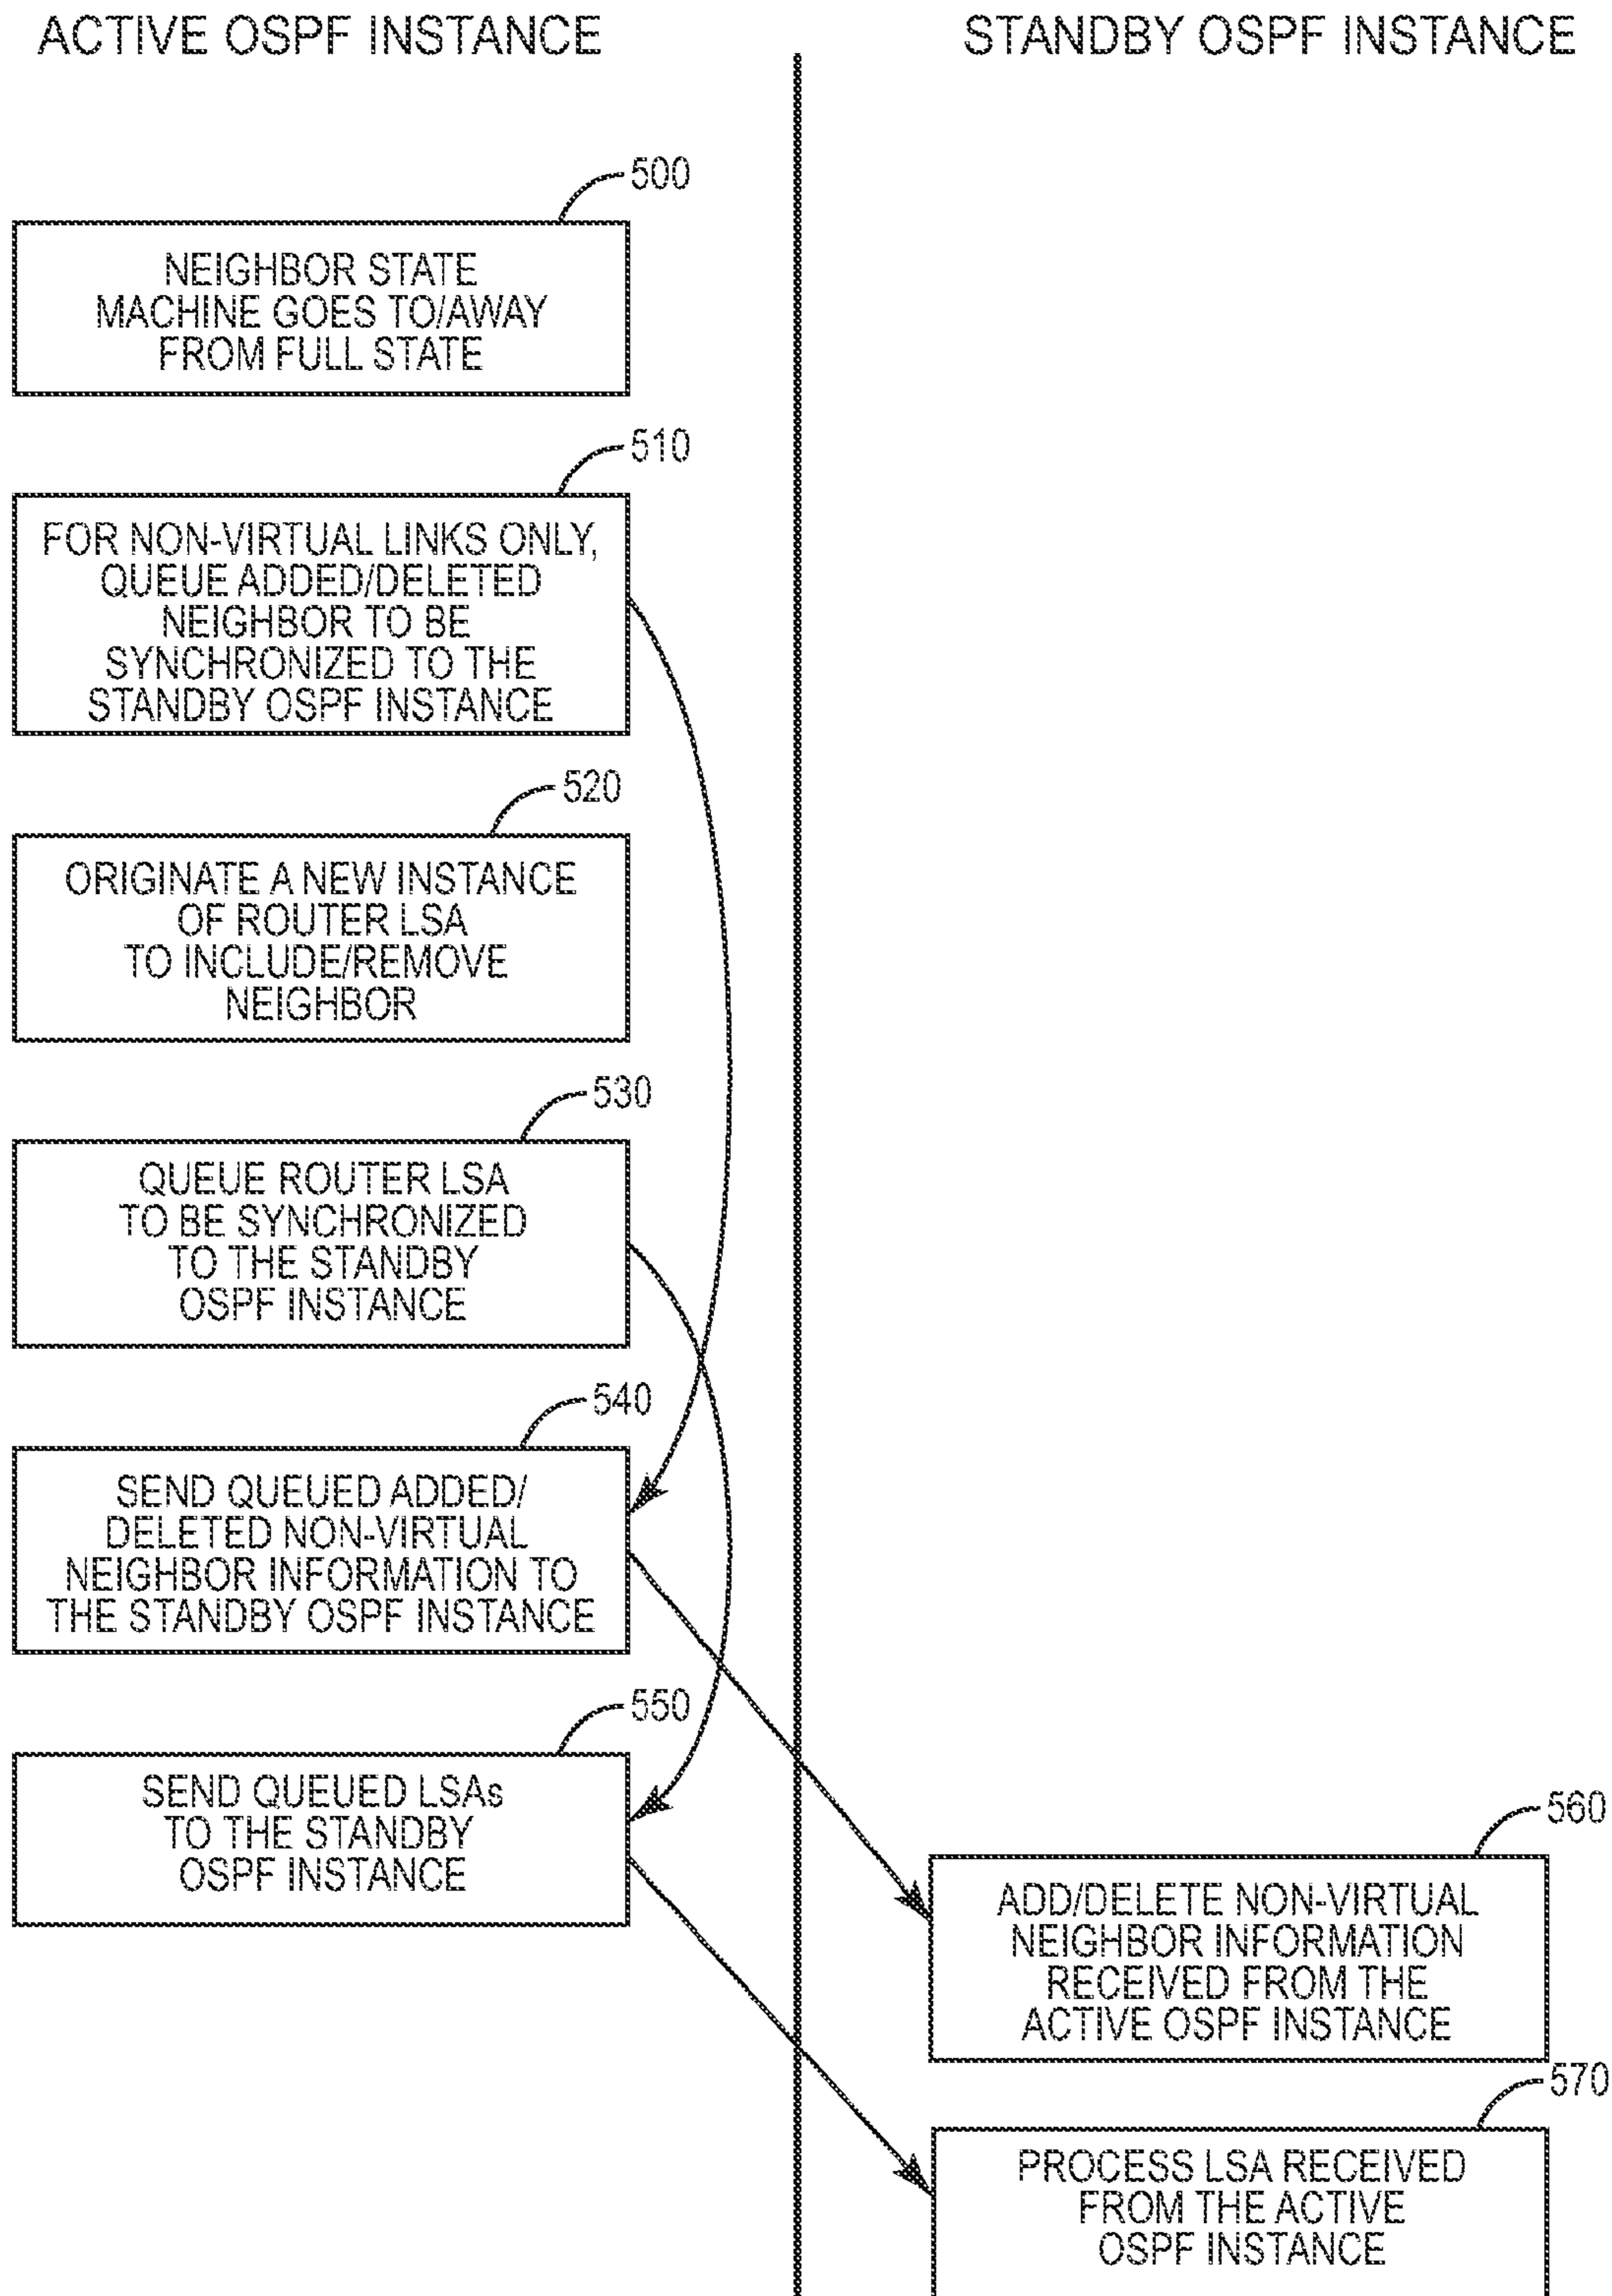 ACTIVE OSPF INSTANCE
STANDBY OSPF INSTANCE
500
NEIGHBOR STATE
MACHINE GOES TO/AWAY
FROM FULL STATE
510
FOR NON-VIRTUAL LINKS ONLY,
QUEUE ADDED/DELETED
NEIGHBOR TO BE
SYNCHRONIZED TO THE
STANDBY OSPF INSTANCE
520
ORIGINATE A NEW INSTANCE
OF ROUTER LSA
TO INCLUDE/REMOVE
NEIGHBOR
530
QUEUE ROUTER LSA
TO BE SYNCHRONIZED
TO THE STANDBY
OSPF INSTANCE
540
SEND QUEUED ADDED/
DELETED NON-VIRTUAL
NEIGHBOR INFORMATION TO
THE STANDBY OSPF INSTANCE
550
SEND QUEUED LSAs
TO THE STANDBY
OSPF INSTANCE
560
ADD/DELETE NON-VIRTUAL
NEIGHBOR INFORMATION
RECEIVED FROM THE
ACTIVE OSPF INSTANCE
570
PROCESS LSA RECEIVED
FROM THE ACTIVE
OSPF INSTANCE